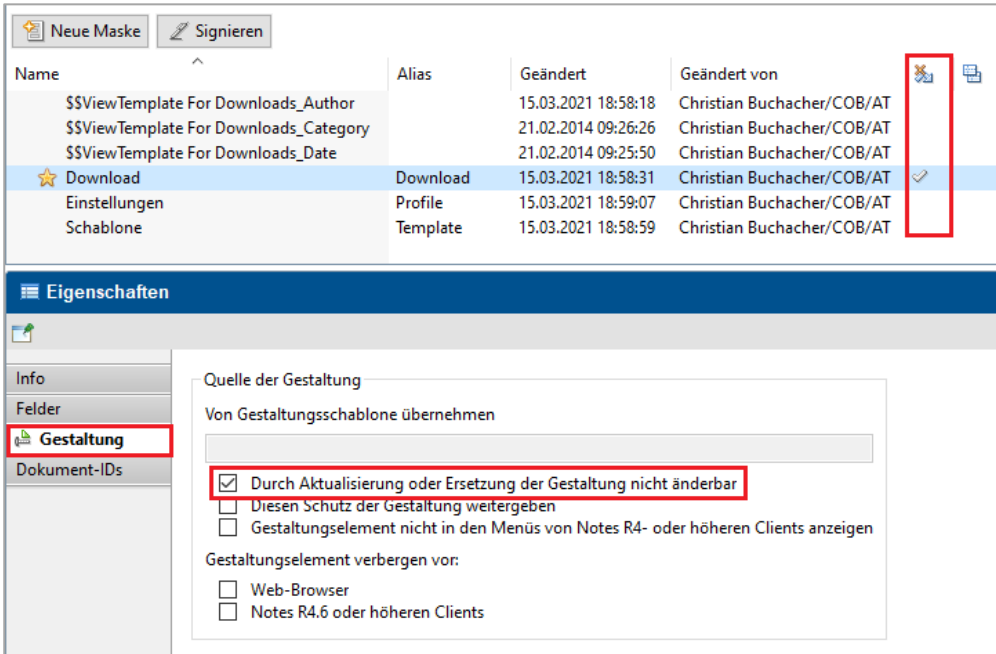 Neue Maske Signieren
Name Alias Geändert Geändert von
$$ViewTemplate For Downloads_Author 15.03.2021 18:58:18 Christian Buchacher/COB/AT
$$ViewTemplate For Downloads_Category 21.02.2014 09:26:26 Christian Buchacher/COB/AT
$$ViewTemplate For Downloads_Date 21.02.2014 09:25:50 Christian Buchacher/COB/AT
Download Download 15.03.2021 18:58:31 Christian Buchacher/COB/AT
Einstellungen Profile 15.03.2021 18:59:07 Christian Buchacher/COB/AT
Schablone Template 15.03.2021 18:58:59 Christian Buchacher/COB/AT
Eigenschaften
Info
Felder
Gestaltung
Dokument-IDs
Quelle der Gestaltung
Von Gestaltungsschablone übernehmen
Durch Aktualisierung oder Ersetzung der Gestaltung nicht änderbar
Diesen Schutz der Gestaltung weitergeben
Gestaltungselement nicht in den Menüs von Notes R4- oder höheren Clients anzeigen
Gestaltungselement verbergen vor:
Web-Browser
Notes R4.6 oder höheren Clients